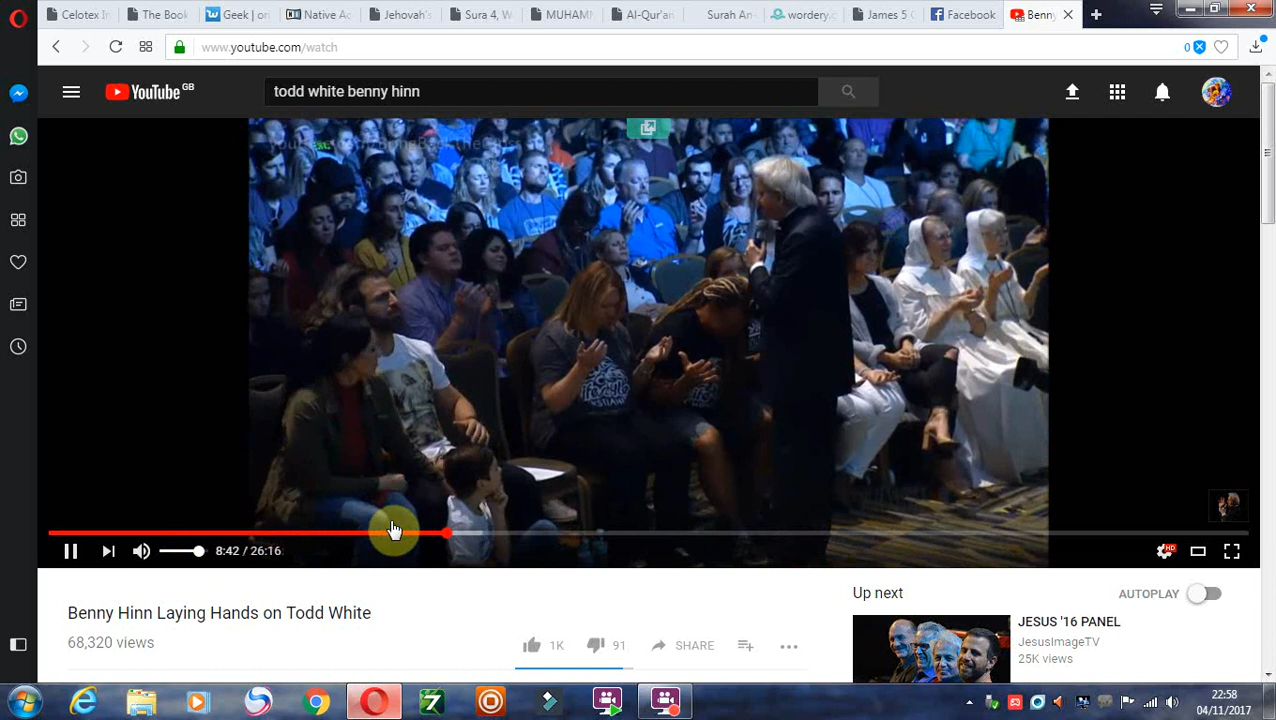 Celotex In
The Book
Geek | on
Native Ac
Jehovah's
Sura 4, W
MUHAMM
Al-Qur'an
Surah A
wordery.c
James 5 (
Facebook
Benny
www.youtube.com/watch
0
YouTube GB
todd white benny hinn
8:42 / 26:16
HD
Benny Hinn Laying Hands on Todd White
68,320 views
1K
91
SHARE
Up next
AUTOPLAY
JESUS '16 PANEL
JesusImageTV
25K views
22:58
04/11/2017